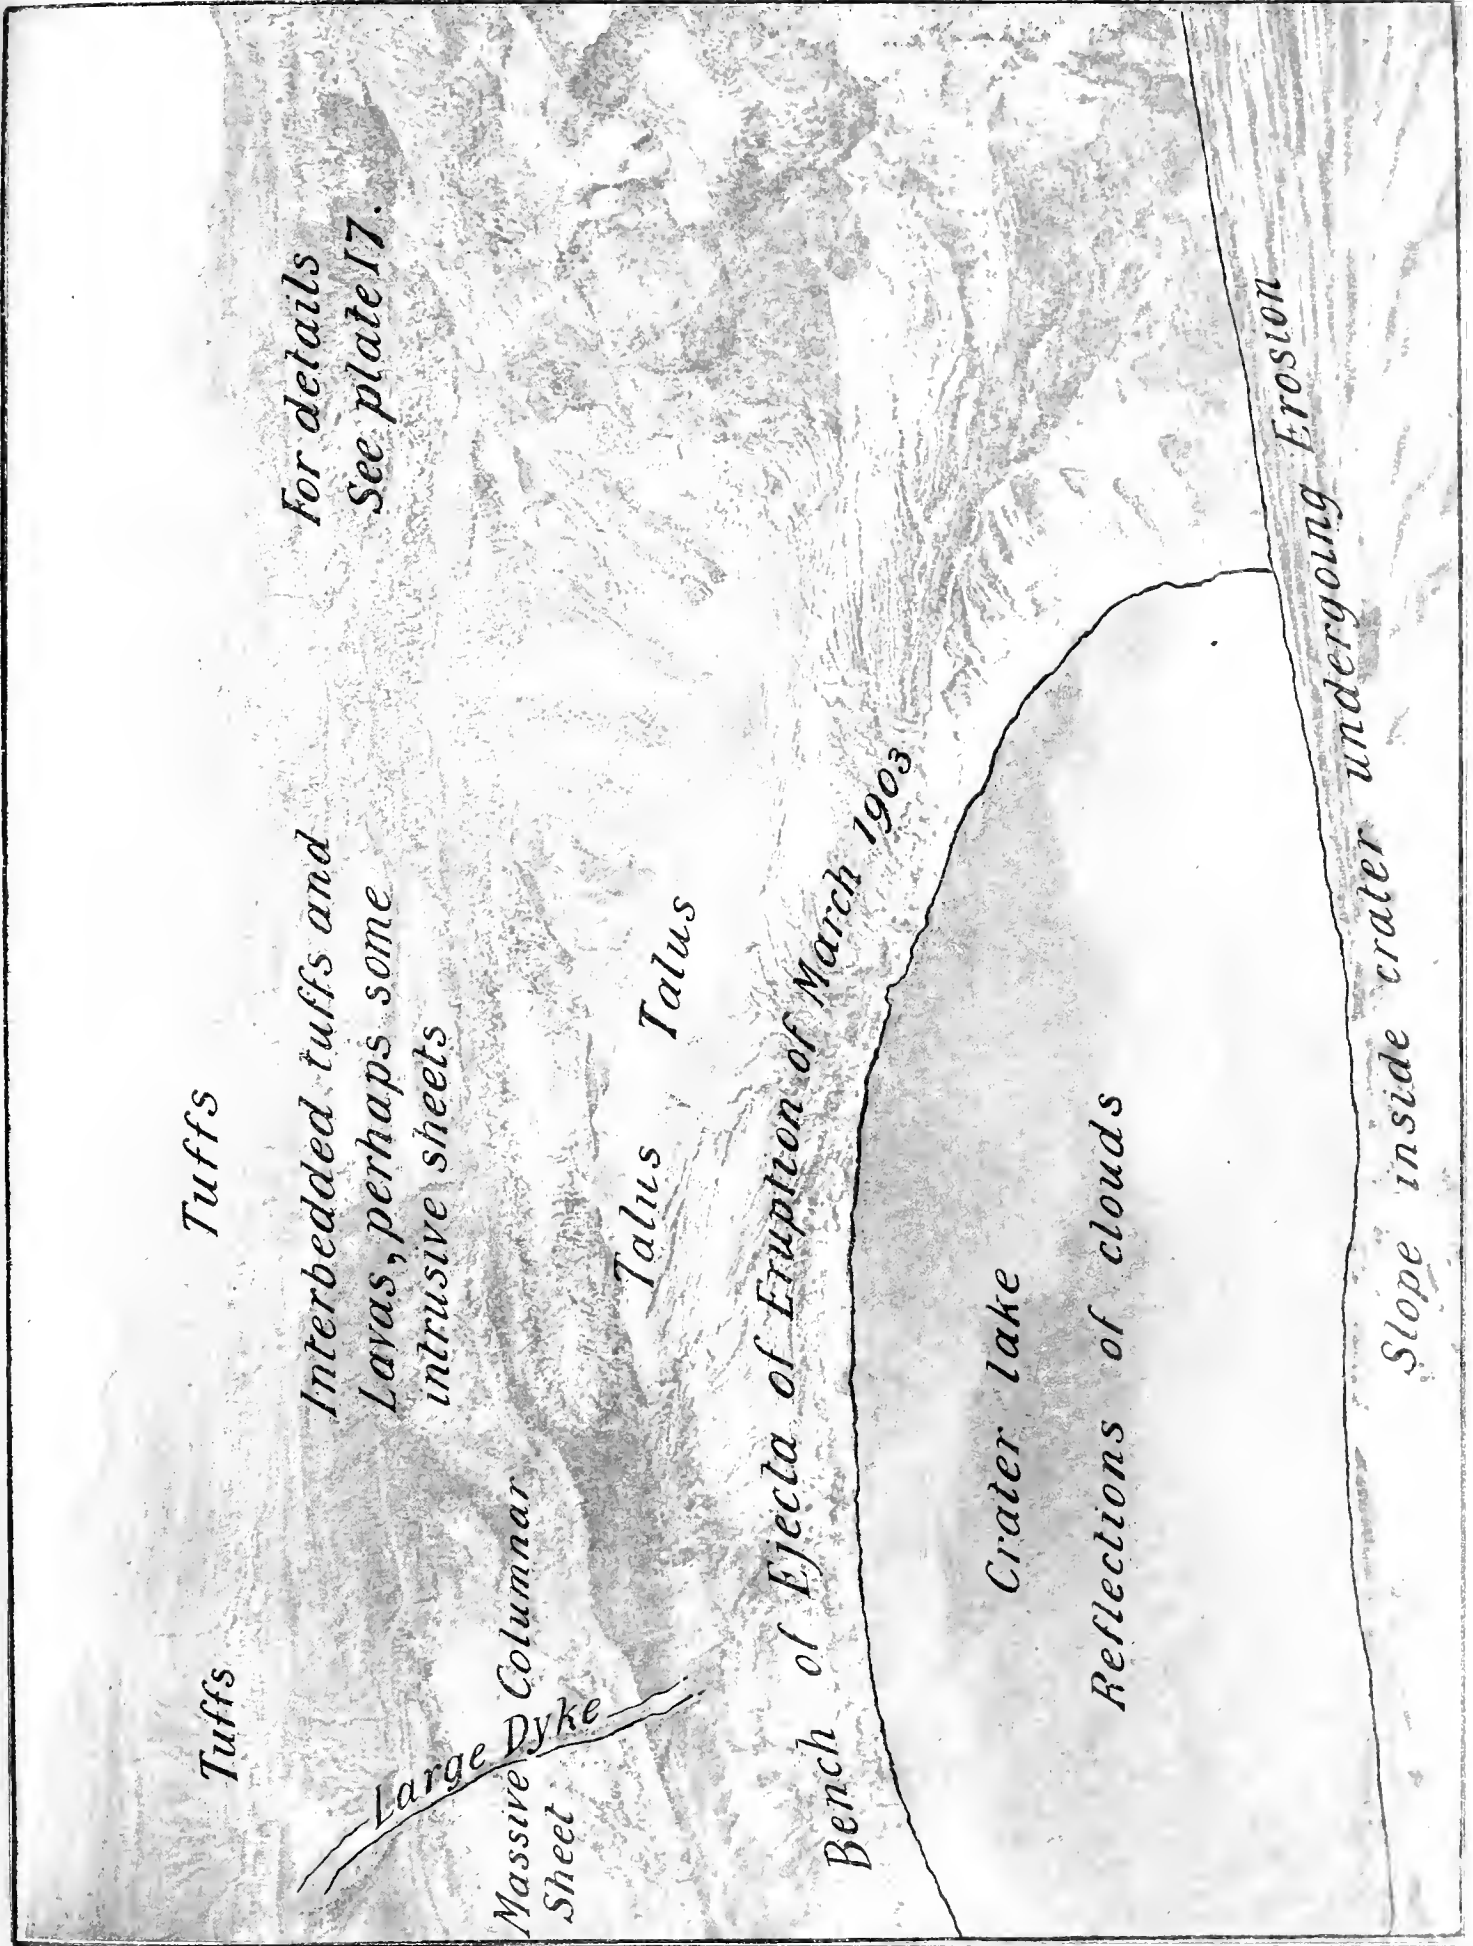 Tuffs
Tuffs
For details
See plate 17.
Interbedded tuffs and
Lavas, perhaps some
intrusive sheets
Large Dyke
Massive Columnar
Sheet
Talus
Talus
Bench of Ejecta of Eruption of March 1903
Crater lake
Reflections of clouds
Slope inside crater undergoing Erosion